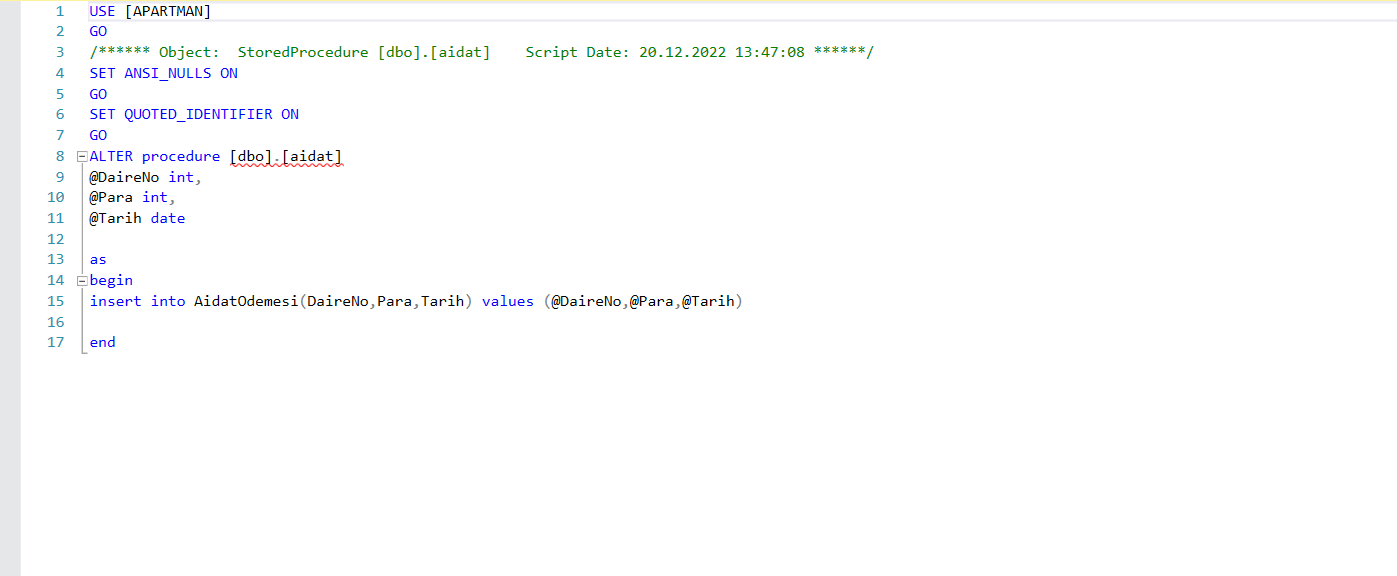 1 USE [APARTMAN]
2 GO
3 /****** Object:  StoredProcedure [dbo].[aidat]    Script Date: 20.12.2022 13:47:08 ******/
4 SET ANSI_NULLS ON
5 GO
6 SET QUOTED_IDENTIFIER ON
7 GO
8 ALTER procedure [dbo].[aidat]
9 @DaireNo int,
10 @Para int,
11 @Tarih date
12
13 as
14 begin
15 insert into AidatOdemesi(DaireNo,Para,Tarih) values (@DaireNo,@Para,@Tarih)
16
17 end